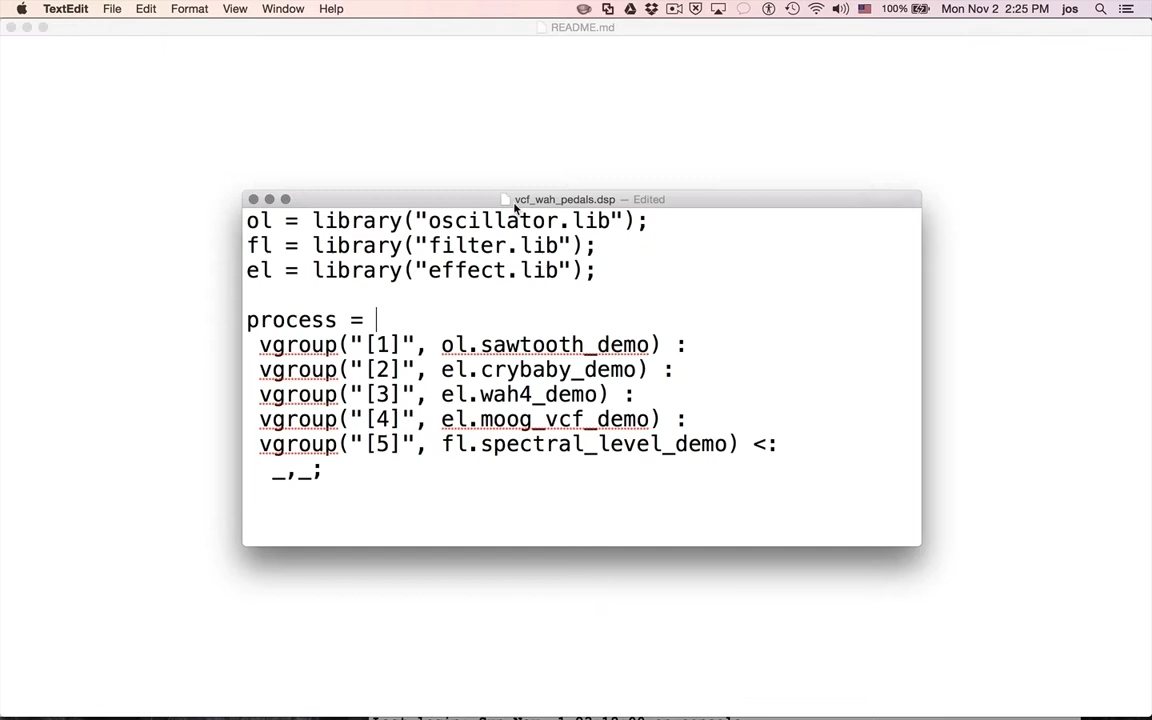 TextEdit File Edit Format View Window Help 100% Mon Nov 2 2:25 PM jos
README.md
vcf_wah_pedals.dsp — Edited
ol = library("oscillator.lib");
fl = library("filter.lib");
el = library("effect.lib");
process =
vgroup("[1]", ol.sawtooth_demo) :
vgroup("[2]", el.crybaby_demo) :
vgroup("[3]", el.wah4_demo) :
vgroup("[4]", el.moog_vcf_demo) :
vgroup("[5]", fl.spectral_level_demo) <:
_,_;